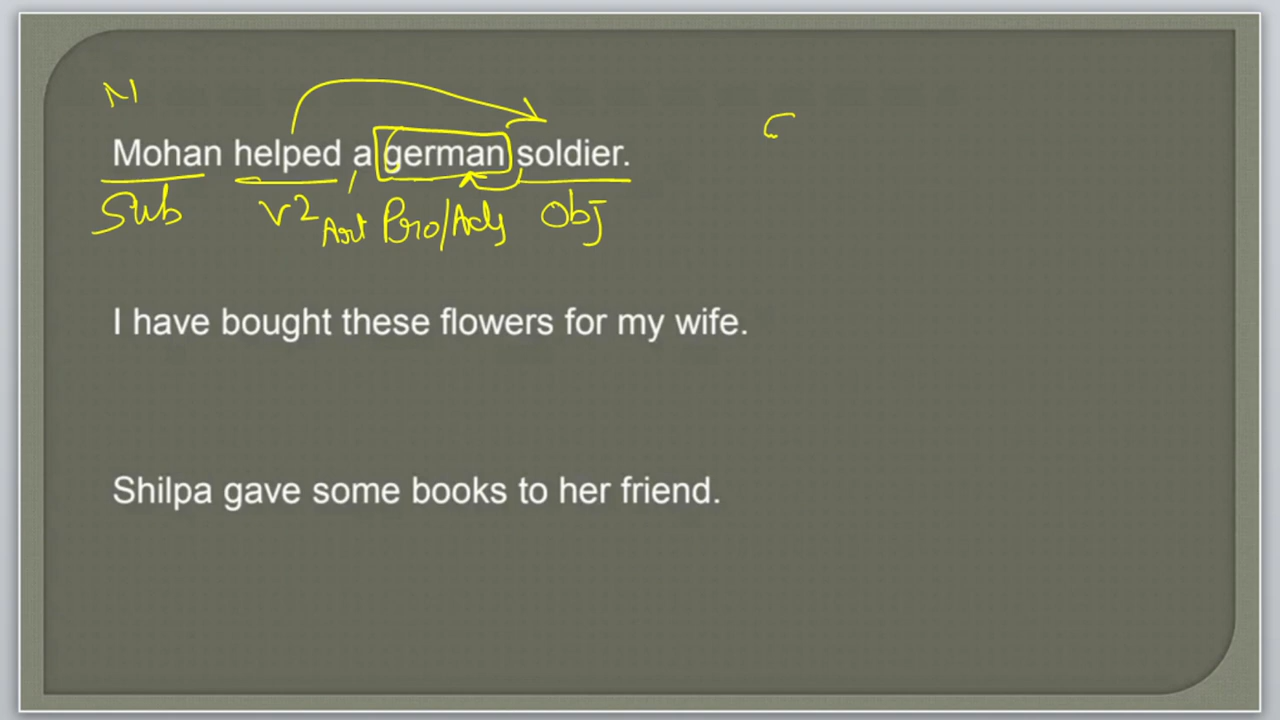 N
Mohan helped a german soldier.
Sub V2 Art Pro/Adj Obj
I have bought these flowers for my wife.
Shilpa gave some books to her friend.